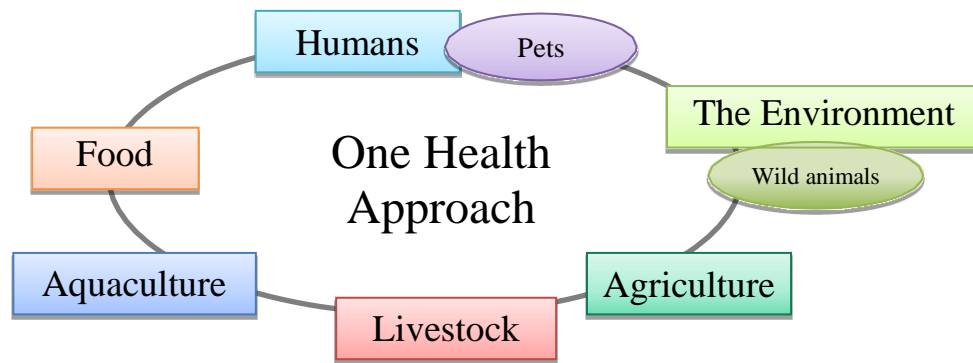 Humans
Pets
The Environment
Food
One Health
Approach
Wild animals
Aquaculture
Agriculture
Livestock